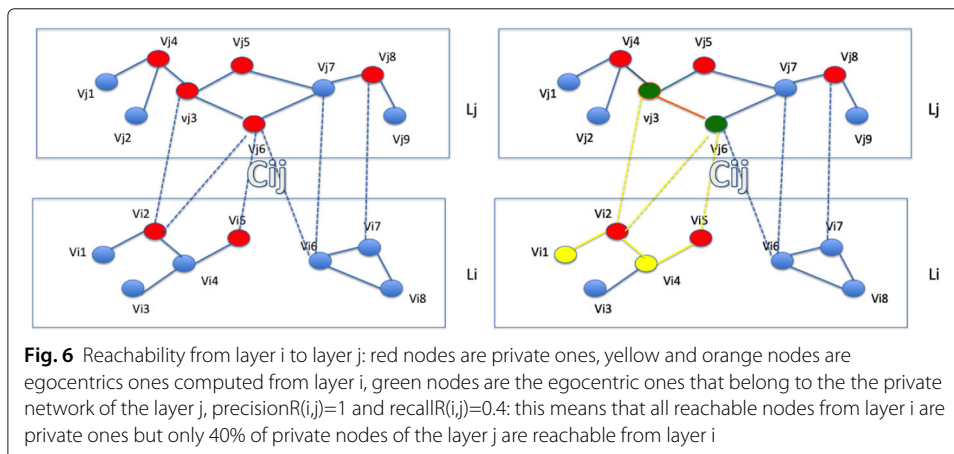 Vj4
Vj5
Vj7
Vj8
Vj1
Vj2
vj3
Vj6
Vj9
Lj
Cij
Vi2
Vi5
Vi1
Vi4
Vi3
Vi6
Vi7
Vi8
Li
Vj4
Vj5
Vj7
Vj8
Vj1
Vj2
vj3
Vj6
Vj9
Lj
Cij
Vi2
Vi5
Vi1
Vi4
Vi3
Vi6
Vi7
Vi8
Li
Fig. 6 Reachability from layer i to layer j: red nodes are private ones, yellow and orange nodes are
egocentrics ones computed from layer i, green nodes are the egocentric ones that belong to the the private
network of the layer j, precisionR(i,j)=1 and recallR(i,j)=0.4: this means that all reachable nodes from layer i are
private ones but only 40% of private nodes of the layer j are reachable from layer i